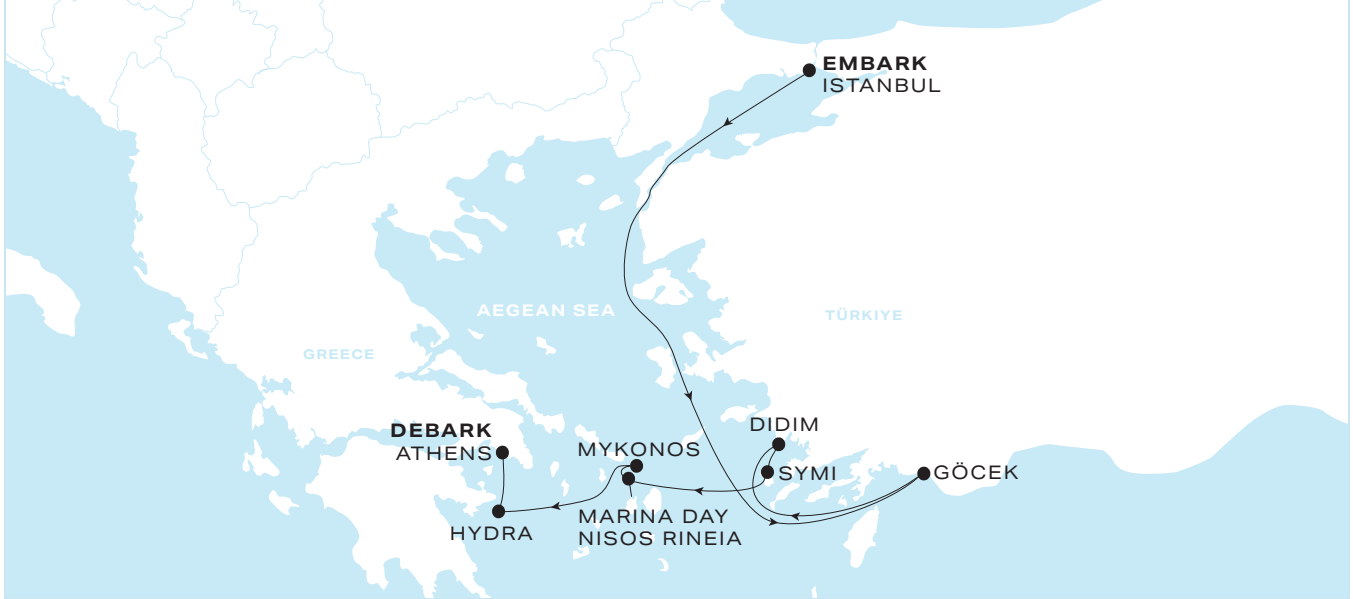 EMBARK
ISTANBUL
AEGEAN SEA
TÜRKIYE
GREECE
DIDIM
DEBARK
ATHENS
MYKONOS
SYMI
GÖCEK
MARINA DAY
NISOS RINEIA
HYDRA